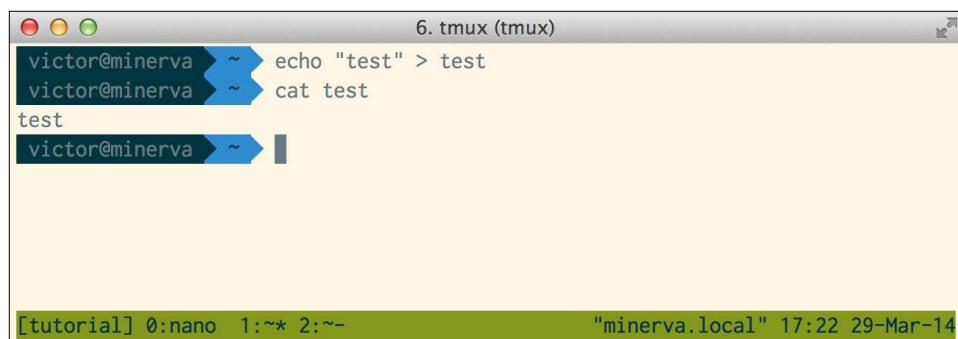 6. tmux (tmux)
victor@minerva ~ echo "test" > test
victor@minerva ~ cat test
test
victor@minerva ~
[tutorial] 0:nano 1:~* 2:~- "minerva.local" 17:22 29-Mar-14